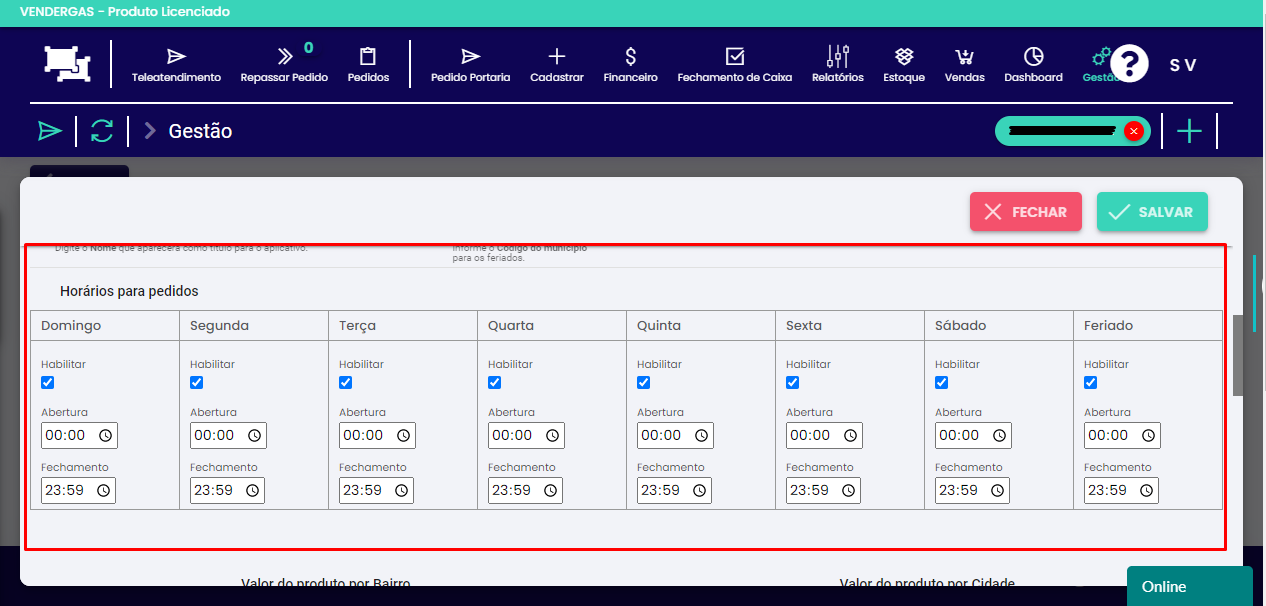 VENDERGAS - Produto Licenciado
0
Teleatendimento Repassar Pedido Pedidos Pedido Portaria Cadastrar Financeiro Fechamento de Caixa Relatórios Estoque Vendas Dashboard Gestão ? S V
Gestão
FECHAR SALVAR
Digite o Nome que aparecerá como título para o aplicativo. Informe o Código do município
para os feriados.
Horários para pedidos
Domingo Segunda Terça Quarta Quinta Sexta Sábado Feriado
Habilitar Habilitar Habilitar Habilitar Habilitar Habilitar Habilitar Habilitar
Abertura Abertura Abertura Abertura Abertura Abertura Abertura Abertura
00:00 00:00 00:00 00:00 00:00 00:00 00:00 00:00
Fechamento Fechamento Fechamento Fechamento Fechamento Fechamento Fechamento Fechamento
23:59 23:59 23:59 23:59 23:59 23:59 23:59 23:59
Valor do produto por Bairro Valor do produto por Cidade
Online